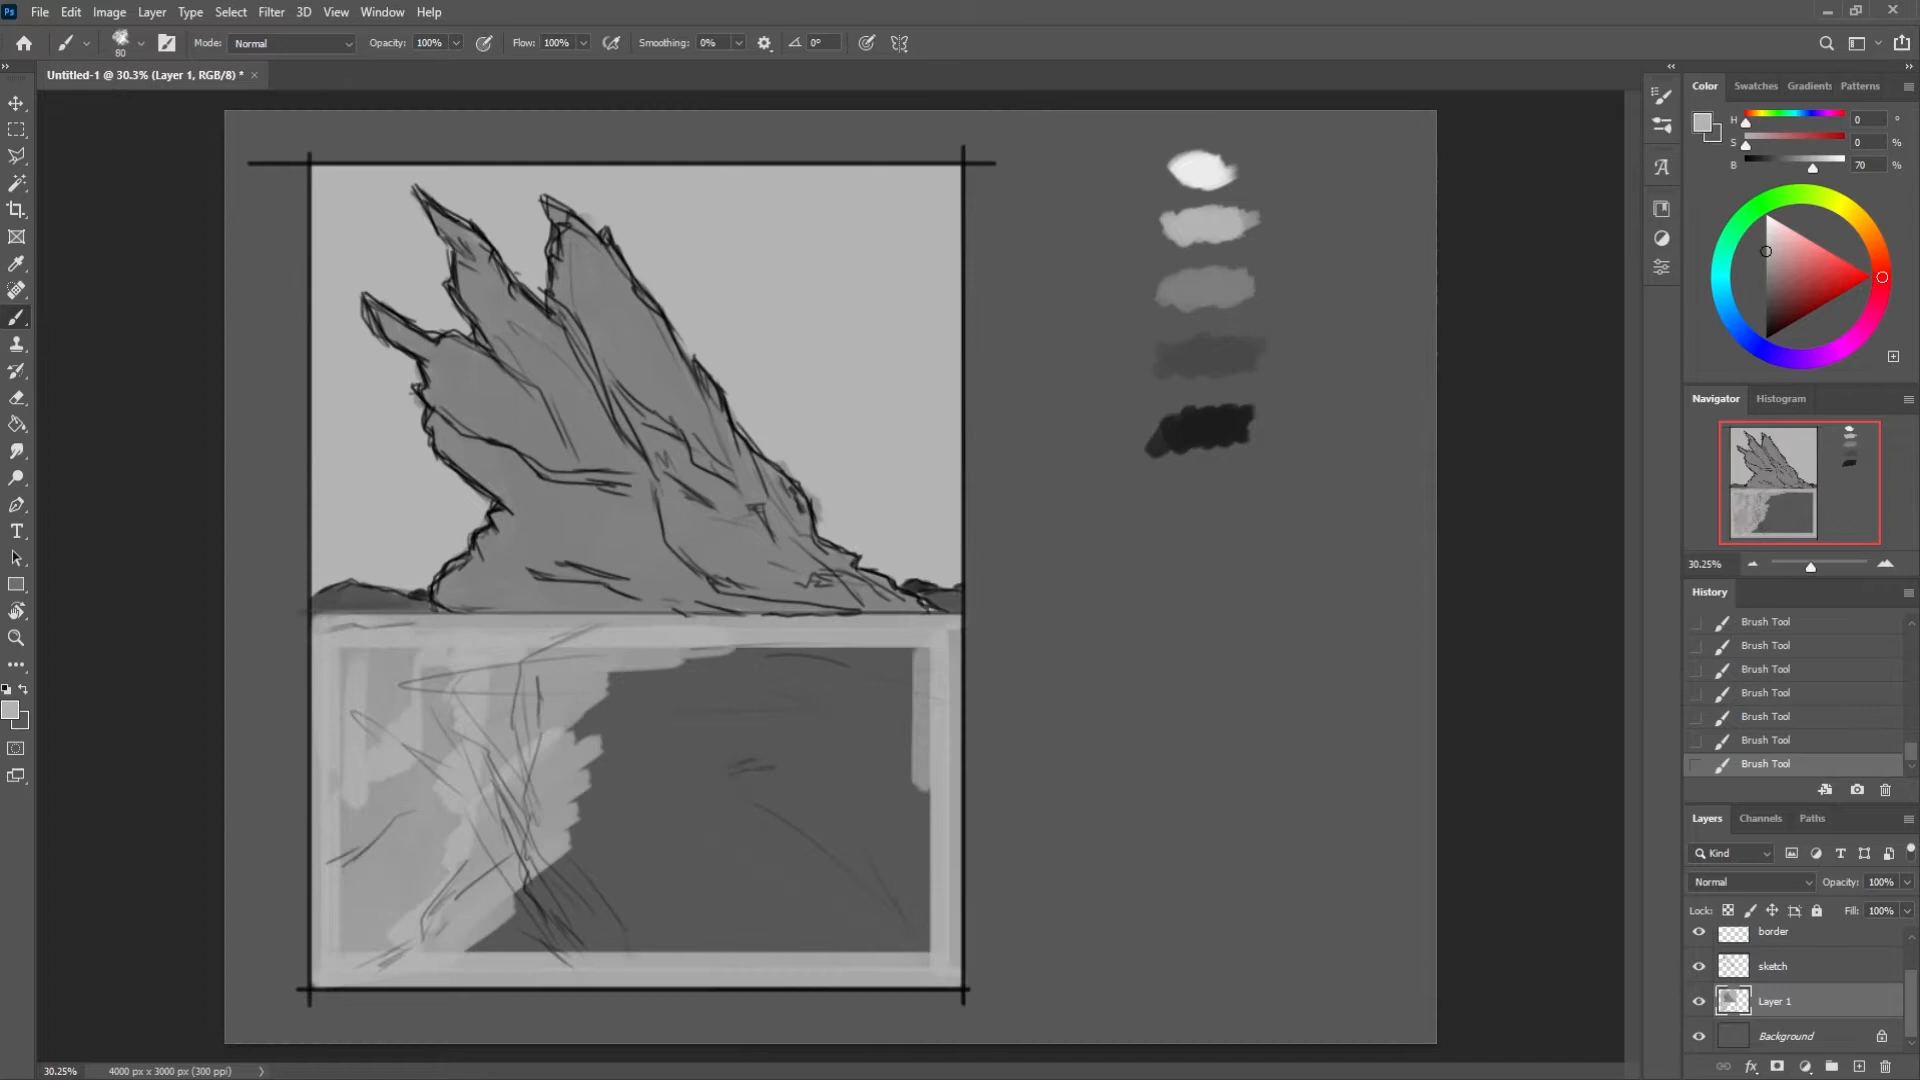 Ps File Edit Image Layer Type Select Filter 3D View Window Help
80 Mode: Normal Opacity: 100% Flow: 100% Smoothing: 0% 0°
Untitled-1 @ 30.3% (Layer 1, RGB/8) *
Color Swatches Gradients Patterns
H 0 °
S 0 %
B 70 %
Navigator Histogram
30.25%
History
Brush Tool
Brush Tool
Brush Tool
Brush Tool
Brush Tool
Brush Tool
Brush Tool
Layers Channels Paths
Kind
Normal Opacity: 100%
Lock: Fill: 100%
border
sketch
Layer 1
Background
30.25% 4000 px x 3000 px (300 ppi)